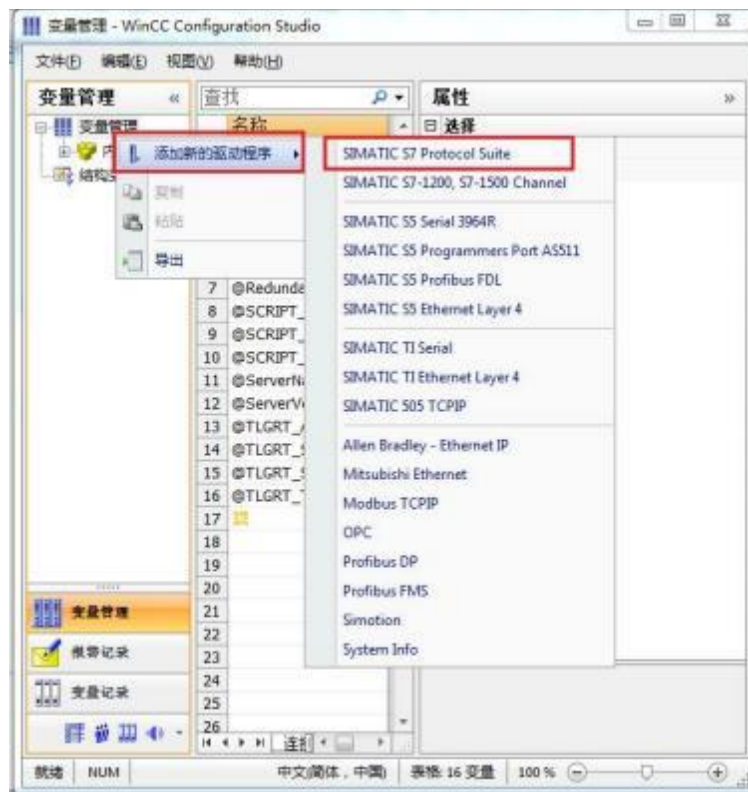 变量管理 - WinCC Configuration Studio
文件(F) 编辑(E) 视图(V) 帮助(H)
变量管理 «
查找
属性 »
变量管理
名称
选择
内
结构
添加新的驱动程序
复制
粘贴
导出
SIMATIC S7 Protocol Suite
SIMATIC S7-1200, S7-1500 Channel
SIMATIC S5 Serial 3964R
SIMATIC S5 Programmers Port AS511
SIMATIC S5 Profibus FDL
SIMATIC S5 Ethernet Layer 4
SIMATIC TI Serial
SIMATIC TI Ethernet Layer 4
SIMATIC 505 TCPIP
Allen Bradley - Ethernet IP
Mitsubishi Ethernet
Modbus TCPIP
OPC
Profibus DP
Profibus FMS
Simotion
System Info
7 @Redunda
8 @SCRIPT_
9 @SCRIPT_
10 @SCRIPT_
11 @ServerN
12 @ServerV
13 @TLGRT_
14 @TLGRT_
15 @TLGRT_
16 @TLGRT_
17
18
19
20
21
22
23
24
25
26
变量管理
报警记录
变量记录
连接
就绪 NUM 中文(简体，中国) 表格: 16 变量 100 %